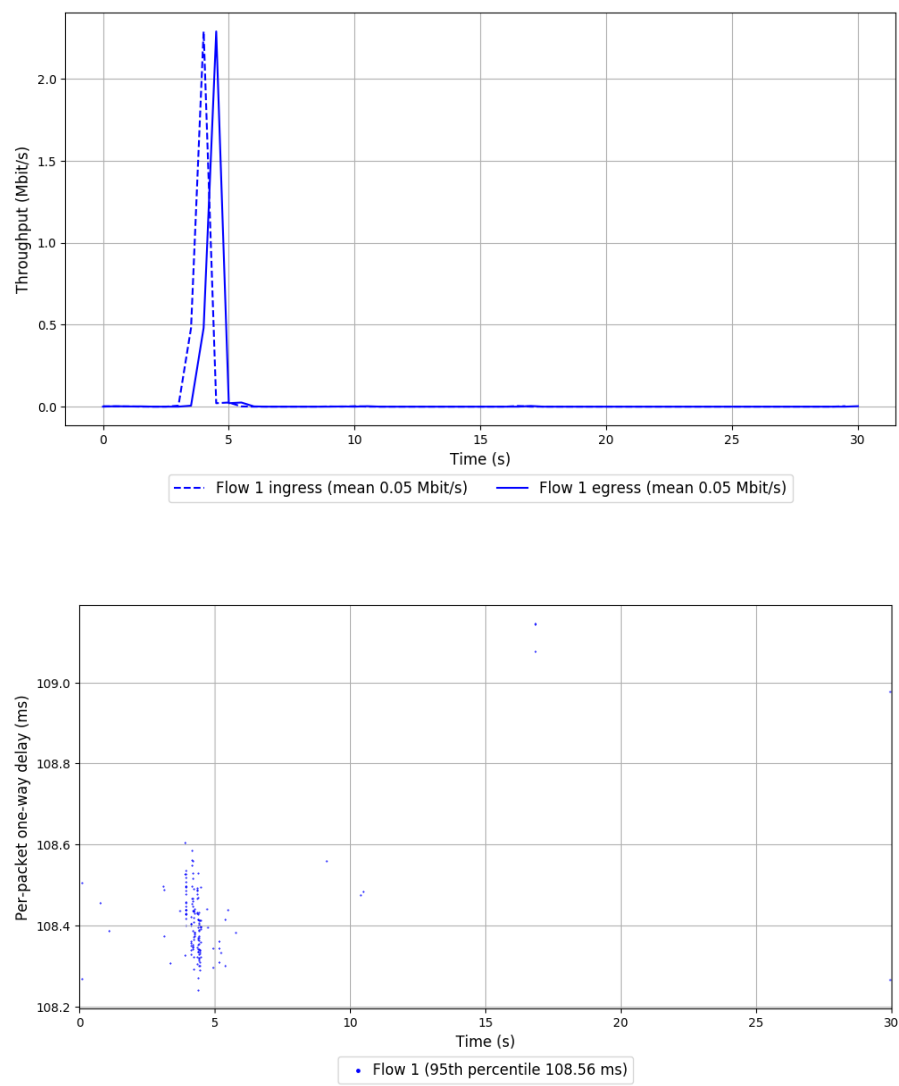 2.0
1.5
1.0
0.5
0.0
Throughput (Mbit/s)
0 5 10 15 20 25 30
Time (s)
Flow 1 ingress (mean 0.05 Mbit/s) Flow 1 egress (mean 0.05 Mbit/s)
109.0
108.8
108.6
108.4
108.2
Per-packet one-way delay (ms)
0 5 10 15 20 25 30
Time (s)
Flow 1 (95th percentile 108.56 ms)